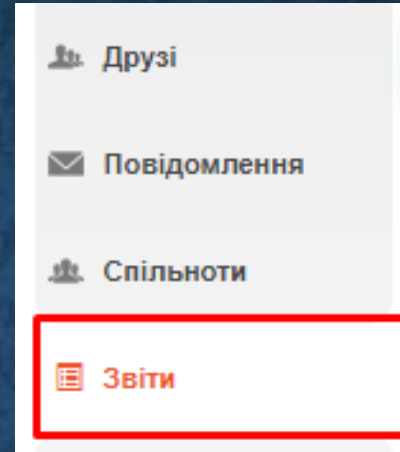 Друзі
Повідомлення
Спільноти
Звіти